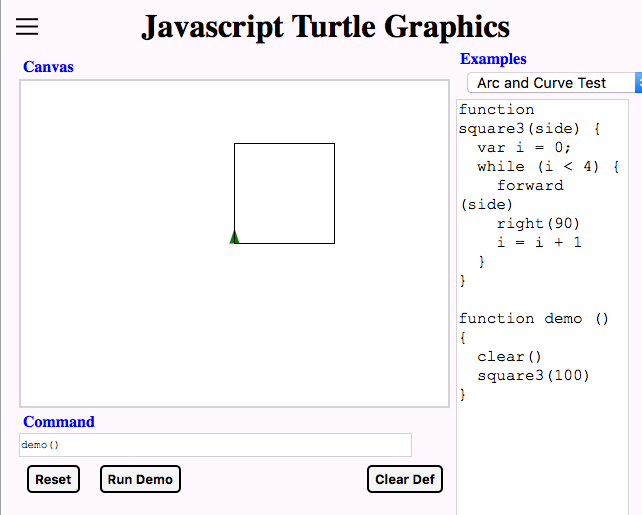 Javascript Turtle Graphics
Canvas
Examples
Arc and Curve Test
function
square3(side) {
  var i = 0;
  while (i < 4) {
    forward
(side)
    right(90)
    i = i + 1
  }
}

function demo ()
{
  clear()
  square3(100)
}
Command
demo()
Reset
Run Demo
Clear Def